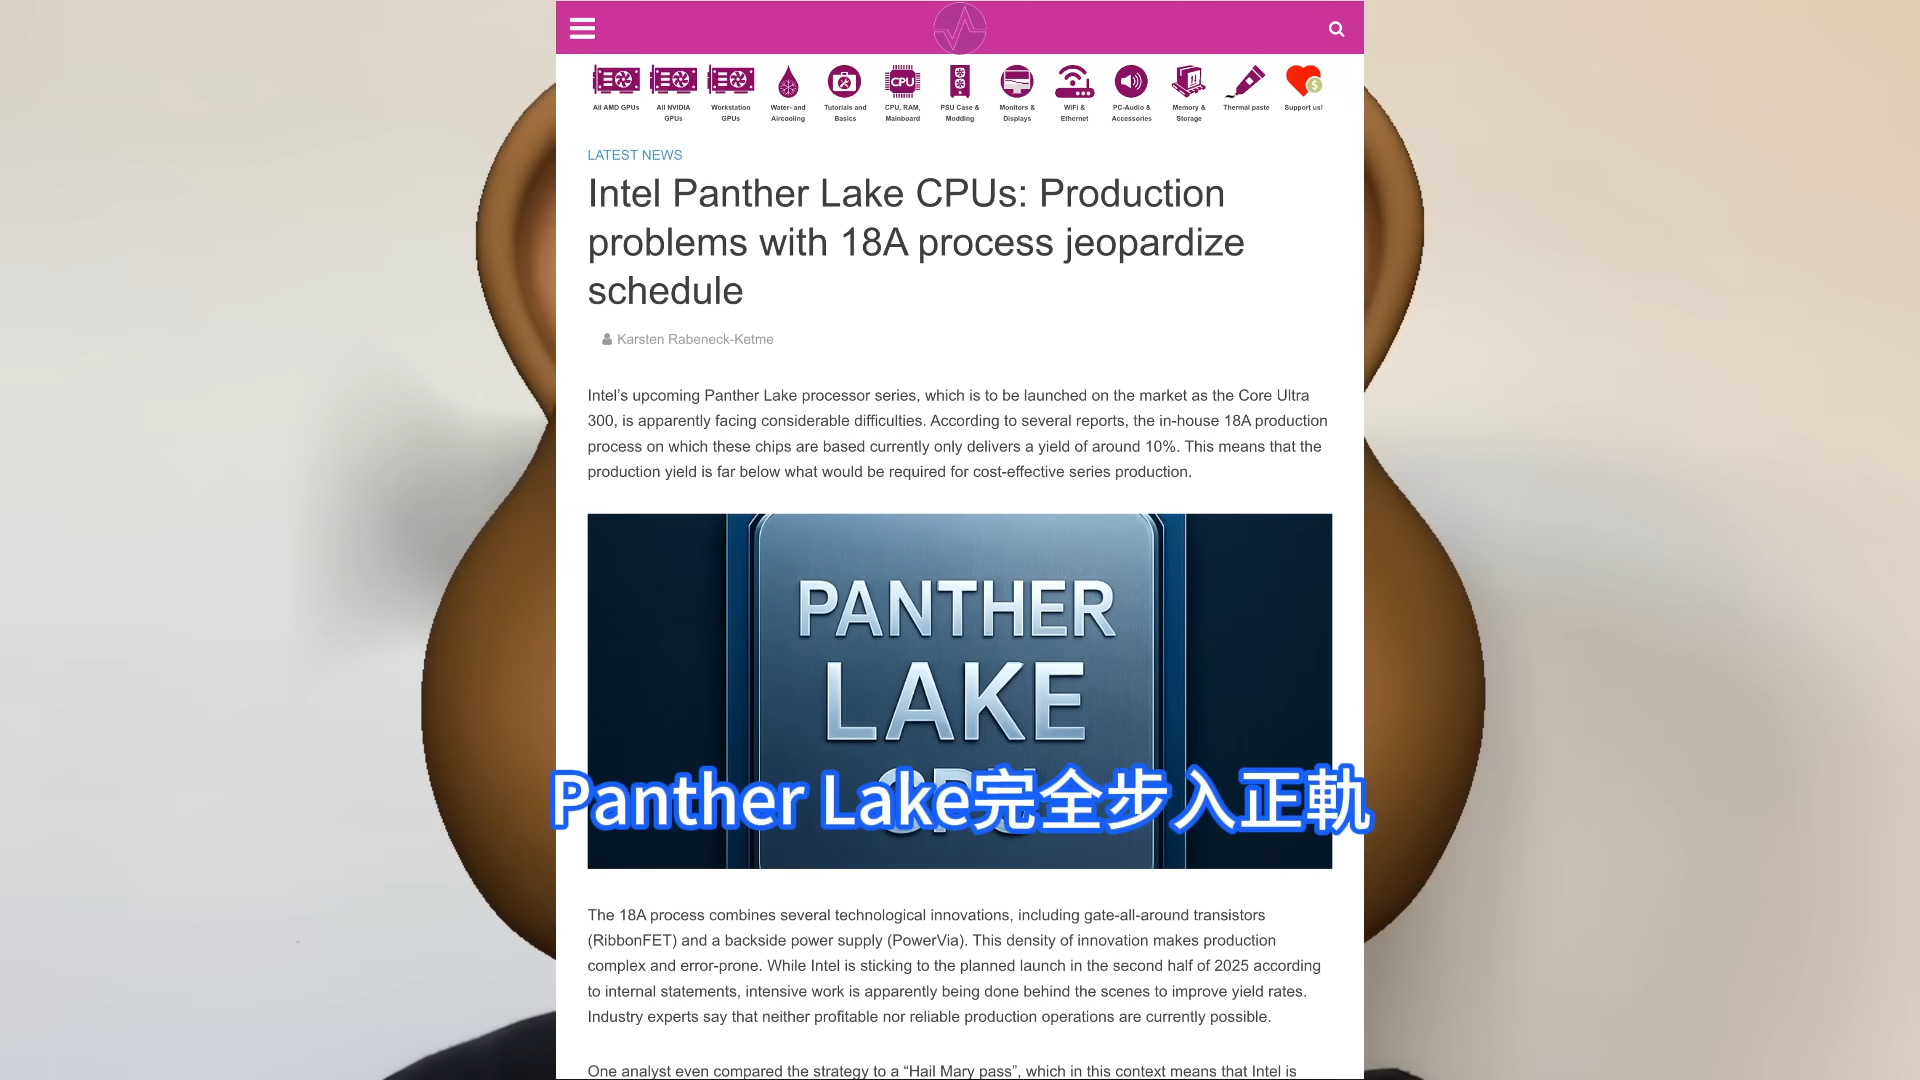 All AMD GPUs
All NVIDIA
GPUs
Workstation
GPUs
Water- and
Aircooling
Tutorials and
Basics
CPU
CPU, RAM,
Mainboard
PSU Case &
Modding
Monitors &
Displays
WiFi &
Ethernet
PC-Audio &
Accessories
Memory &
Storage
Thermal paste
$
Support us!
LATEST NEWS
Intel Panther Lake CPUs: Production
problems with 18A process jeopardize
schedule
Karsten Rabeneck-Ketme
Intel’s upcoming Panther Lake processor series, which is to be launched on the market as the Core Ultra
300, is apparently facing considerable difficulties. According to several reports, the in-house 18A production
process on which these chips are based currently only delivers a yield of around 10%. This means that the
production yield is far below what would be required for cost-effective series production.
PANTHER
LAKE
CPU
Panther Lake完全步入正軌
The 18A process combines several technological innovations, including gate-all-around transistors
(RibbonFET) and a backside power supply (PowerVia). This density of innovation makes production
complex and error-prone. While Intel is sticking to the planned launch in the second half of 2025 according
to internal statements, intensive work is apparently being done behind the scenes to improve yield rates.
Industry experts say that neither profitable nor reliable production operations are currently possible.
One analyst even compared the strategy to a “Hail Mary pass”, which in this context means that Intel is